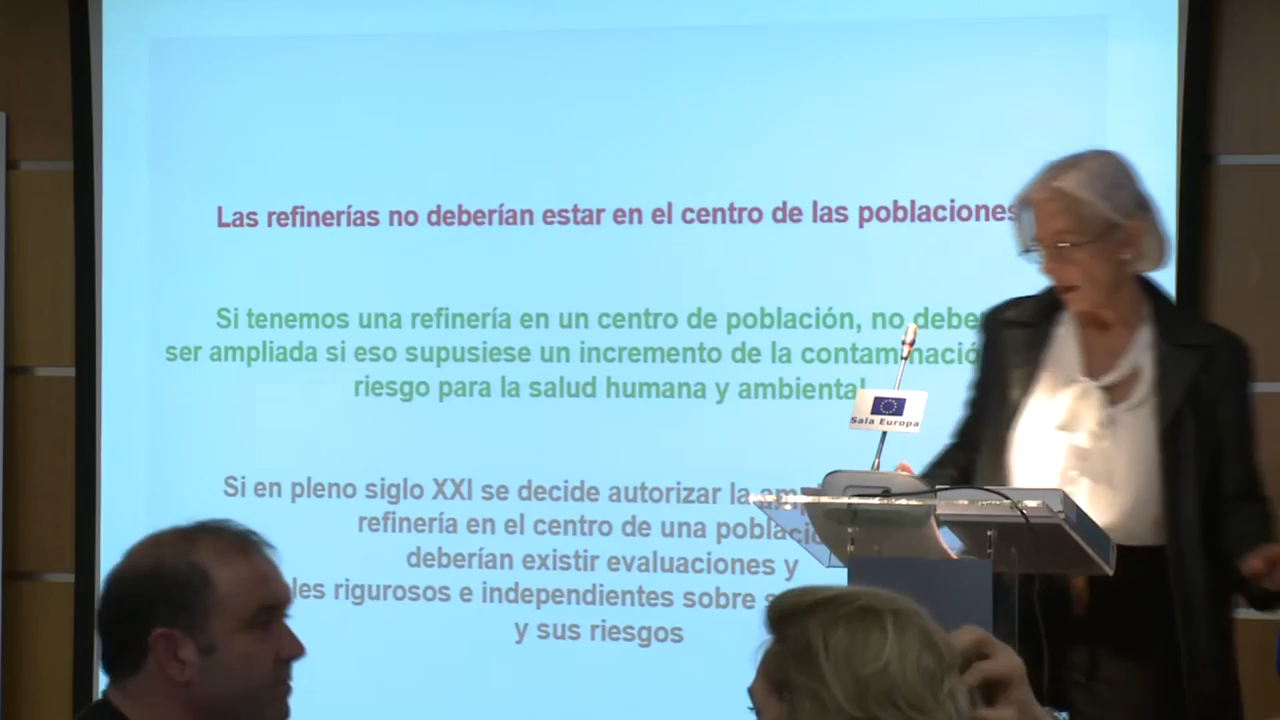 Las refinerías no deberían estar en el centro de las poblaciones
Si tenemos una refinería en un centro de población, no
ser ampliada si eso supusiese un incremento de la
riesgo para la salud humana y ambiental
Sala Europa
Si en pleno siglo XXI se decide autorizar la
refinería en el centro de una
deberían existir evaluaciones y
rigurosos e independientes sobre
y sus riesgos